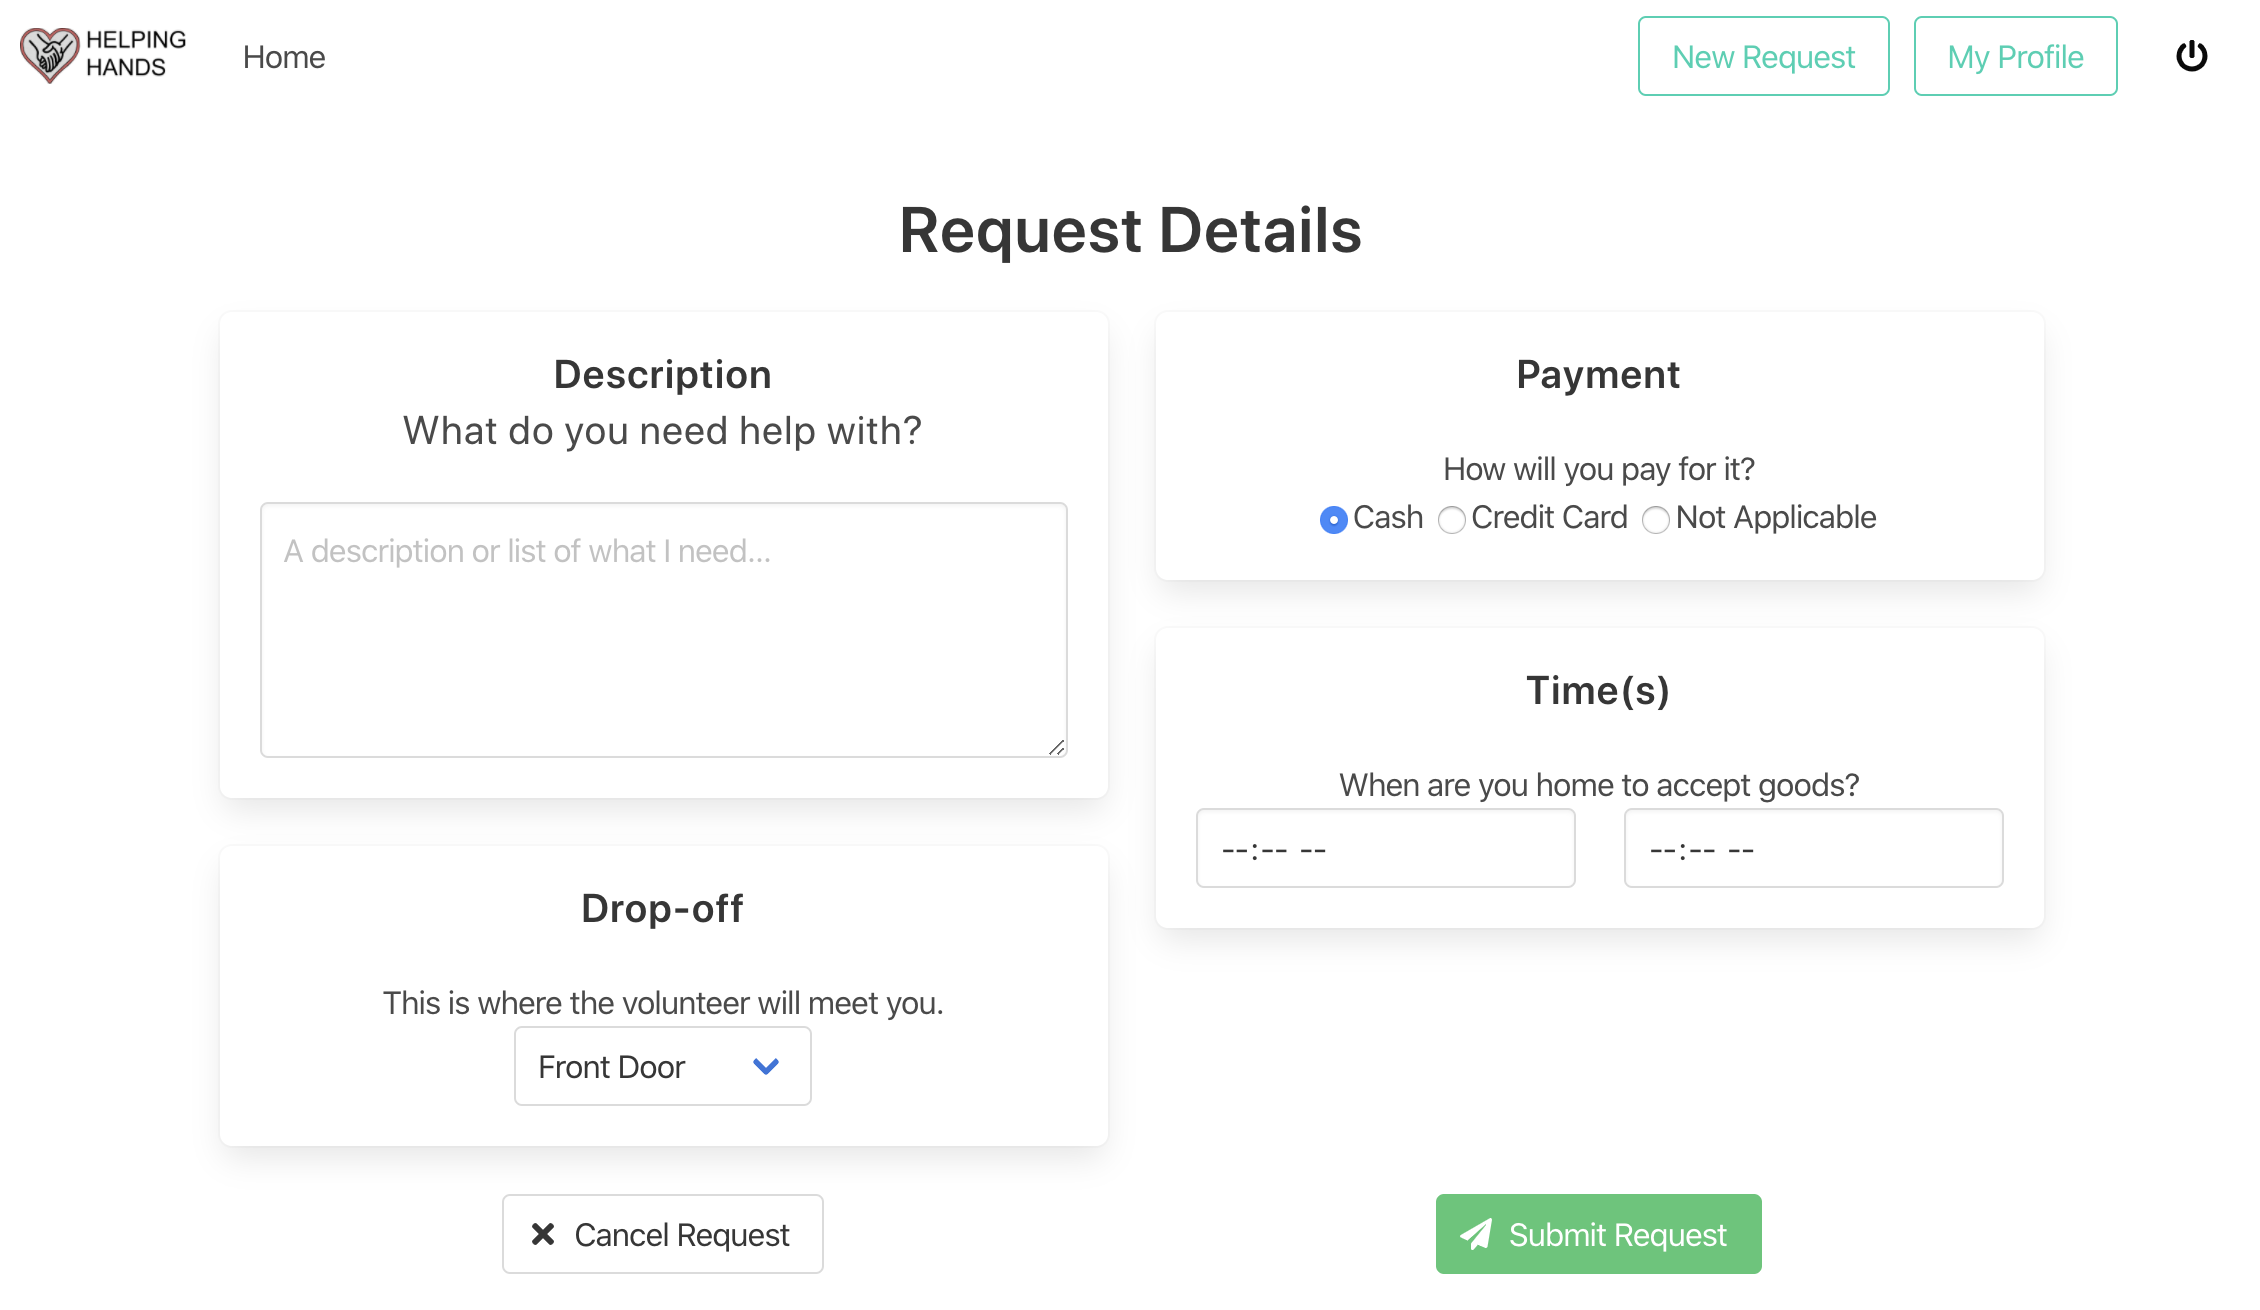 HELPING
HANDS
Home
New Request
My Profile
Request Details
Description
What do you need help with?
A description or list of what I need...
Payment
How will you pay for it?
Cash Credit Card Not Applicable
Time(s)
When are you home to accept goods?
--:-- -- --:-- --
Drop-off
This is where the volunteer will meet you.
Front Door
Cancel Request
Submit Request